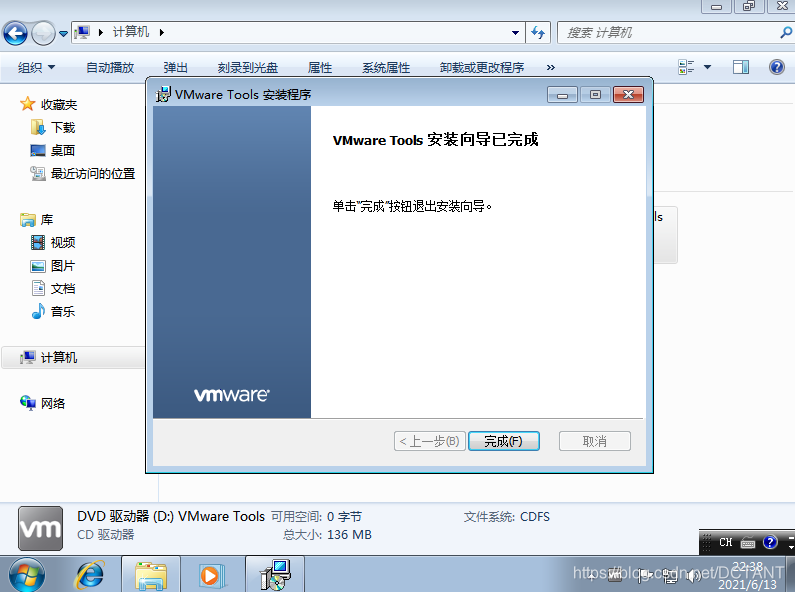 计算机
搜索 计算机
组织 自动播放 弹出 刻录到光盘 属性 系统属性 卸载或更改程序 »
收藏夹
下载
桌面
最近访问的位置
库
视频
图片
文档
音乐
计算机
网络
VMware Tools 安装程序
VMware Tools 安装向导已完成
单击"完成"按钮退出安装向导。
vmware®
< 上一步(B) 完成(F) 取消
ls
vm
DVD 驱动器 (D:) VMware Tools 可用空间: 0 字节 文件系统: CDFS
CD 驱动器 总大小: 136 MB
CH
22:38
https://blog.csdn.net/DCTANT
2021/6/13